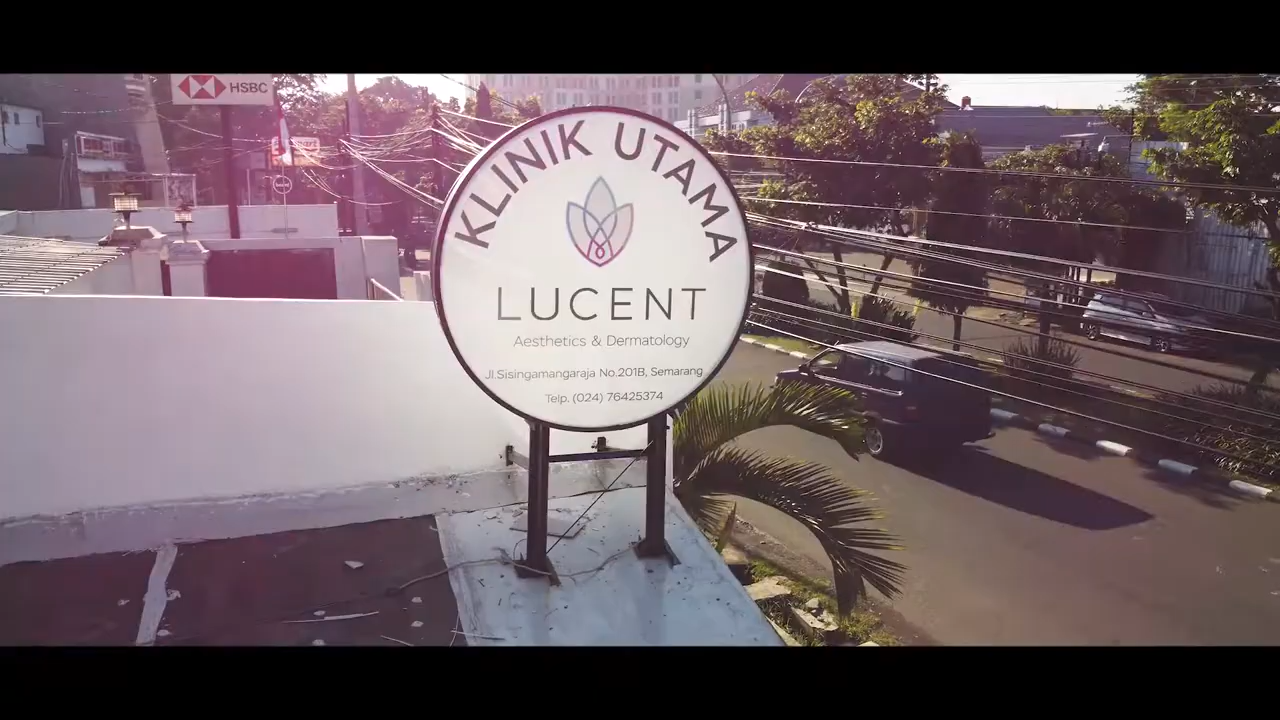 HSBC
KLINIK UTAMA
LUCENT
Aesthetics & Dermatology
Jl.Sisingamangaraja No.201B, Semarang
Telp. (024) 76425374